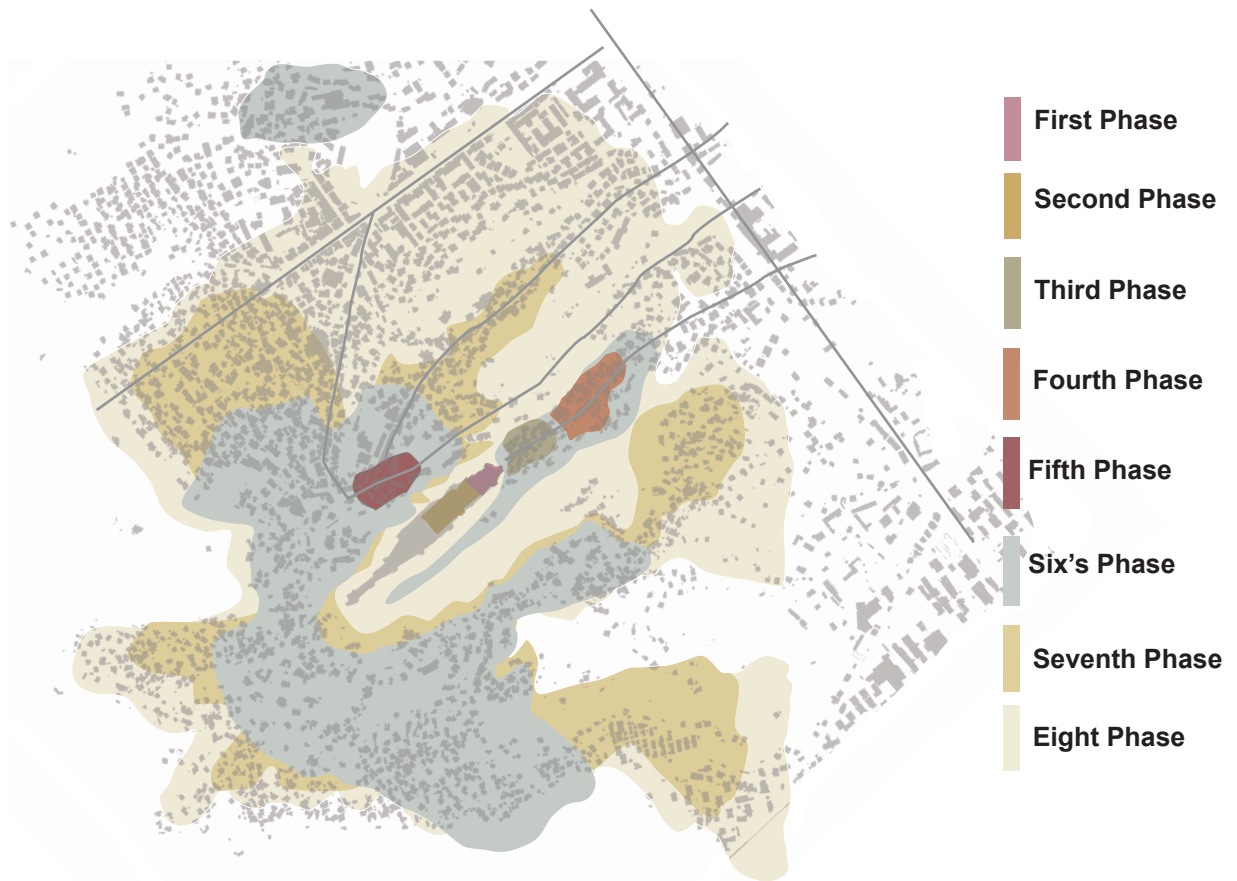 First Phase
Second Phase
Third Phase
Fourth Phase
Fifth Phase
Six’s Phase
Seventh Phase
Eight Phase